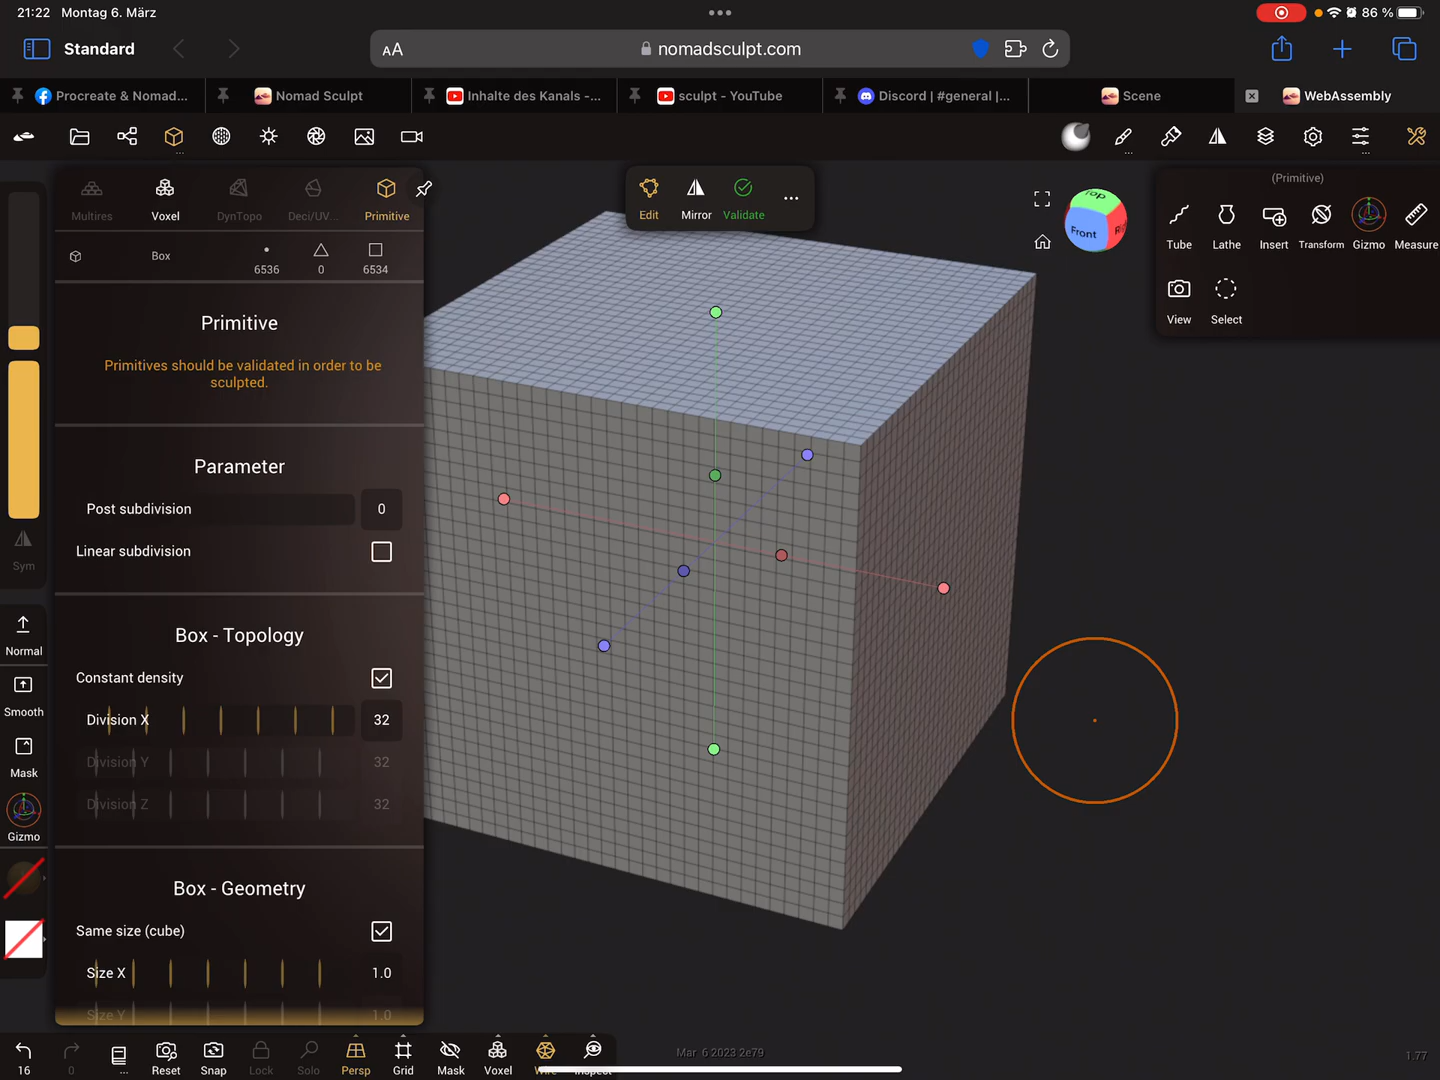 21:22 Montag 6. März
86 %
Standard
AA
nomadsculpt.com
Procreate & Nomad...
Nomad Sculpt
Inhalte des Kanals -...
sculpt - YouTube
Discord | #general |...
Scene
WebAssembly
Multires
Voxel
DynTopo
Deci/UV...
Primitive
Edit
Mirror
Validate
...
Top
Front
(Primitive)
Tube
Lathe
Insert
Transform
Gizmo
Measure
View
Select
Box
6536
0
6534
Primitive
Primitives should be validated in order to be
sculpted.
Parameter
Post subdivision 0
Linear subdivision
Box - Topology
Constant density
Division X 32
Division Y 32
Division Z 32
Box - Geometry
Same size (cube)
Size X 1.0
Size Y 1.0
Sym
Normal
Smooth
Mask
Gizmo
16
0
...
Reset
Snap
Lock
Solo
Persp
Grid
Mask
Voxel
Mar 6 2023 2e79
1.77